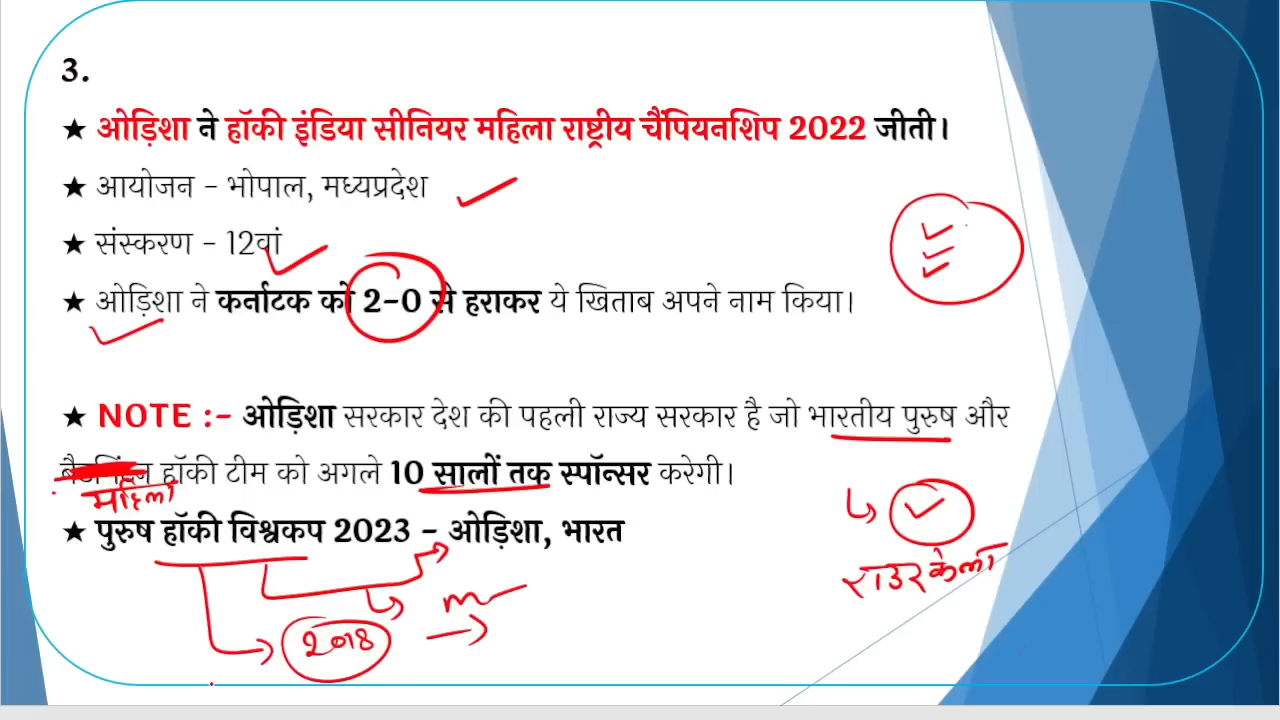 3.
★ ओड़िशा ने हॉकी इंडिया सीनियर महिला राष्ट्रीय चैंपियनशिप 2022 जीती।
★ आयोजन - भोपाल, मध्यप्रदेश
★ संस्करण - 12वां
★ ओड़िशा ने कर्नाटक को 2-0 से हराकर ये खिताब अपने नाम किया।
★ NOTE :- ओड़िशा सरकार देश की पहली राज्य सरकार है जो भारतीय पुरुष और
हॉकी टीम को अगले 10 सालों तक स्पॉन्सर करेगी।
महिला
★ पुरुष हॉकी विश्वकप 2023 - ओड़िशा, भारत
राउरकेला
2018